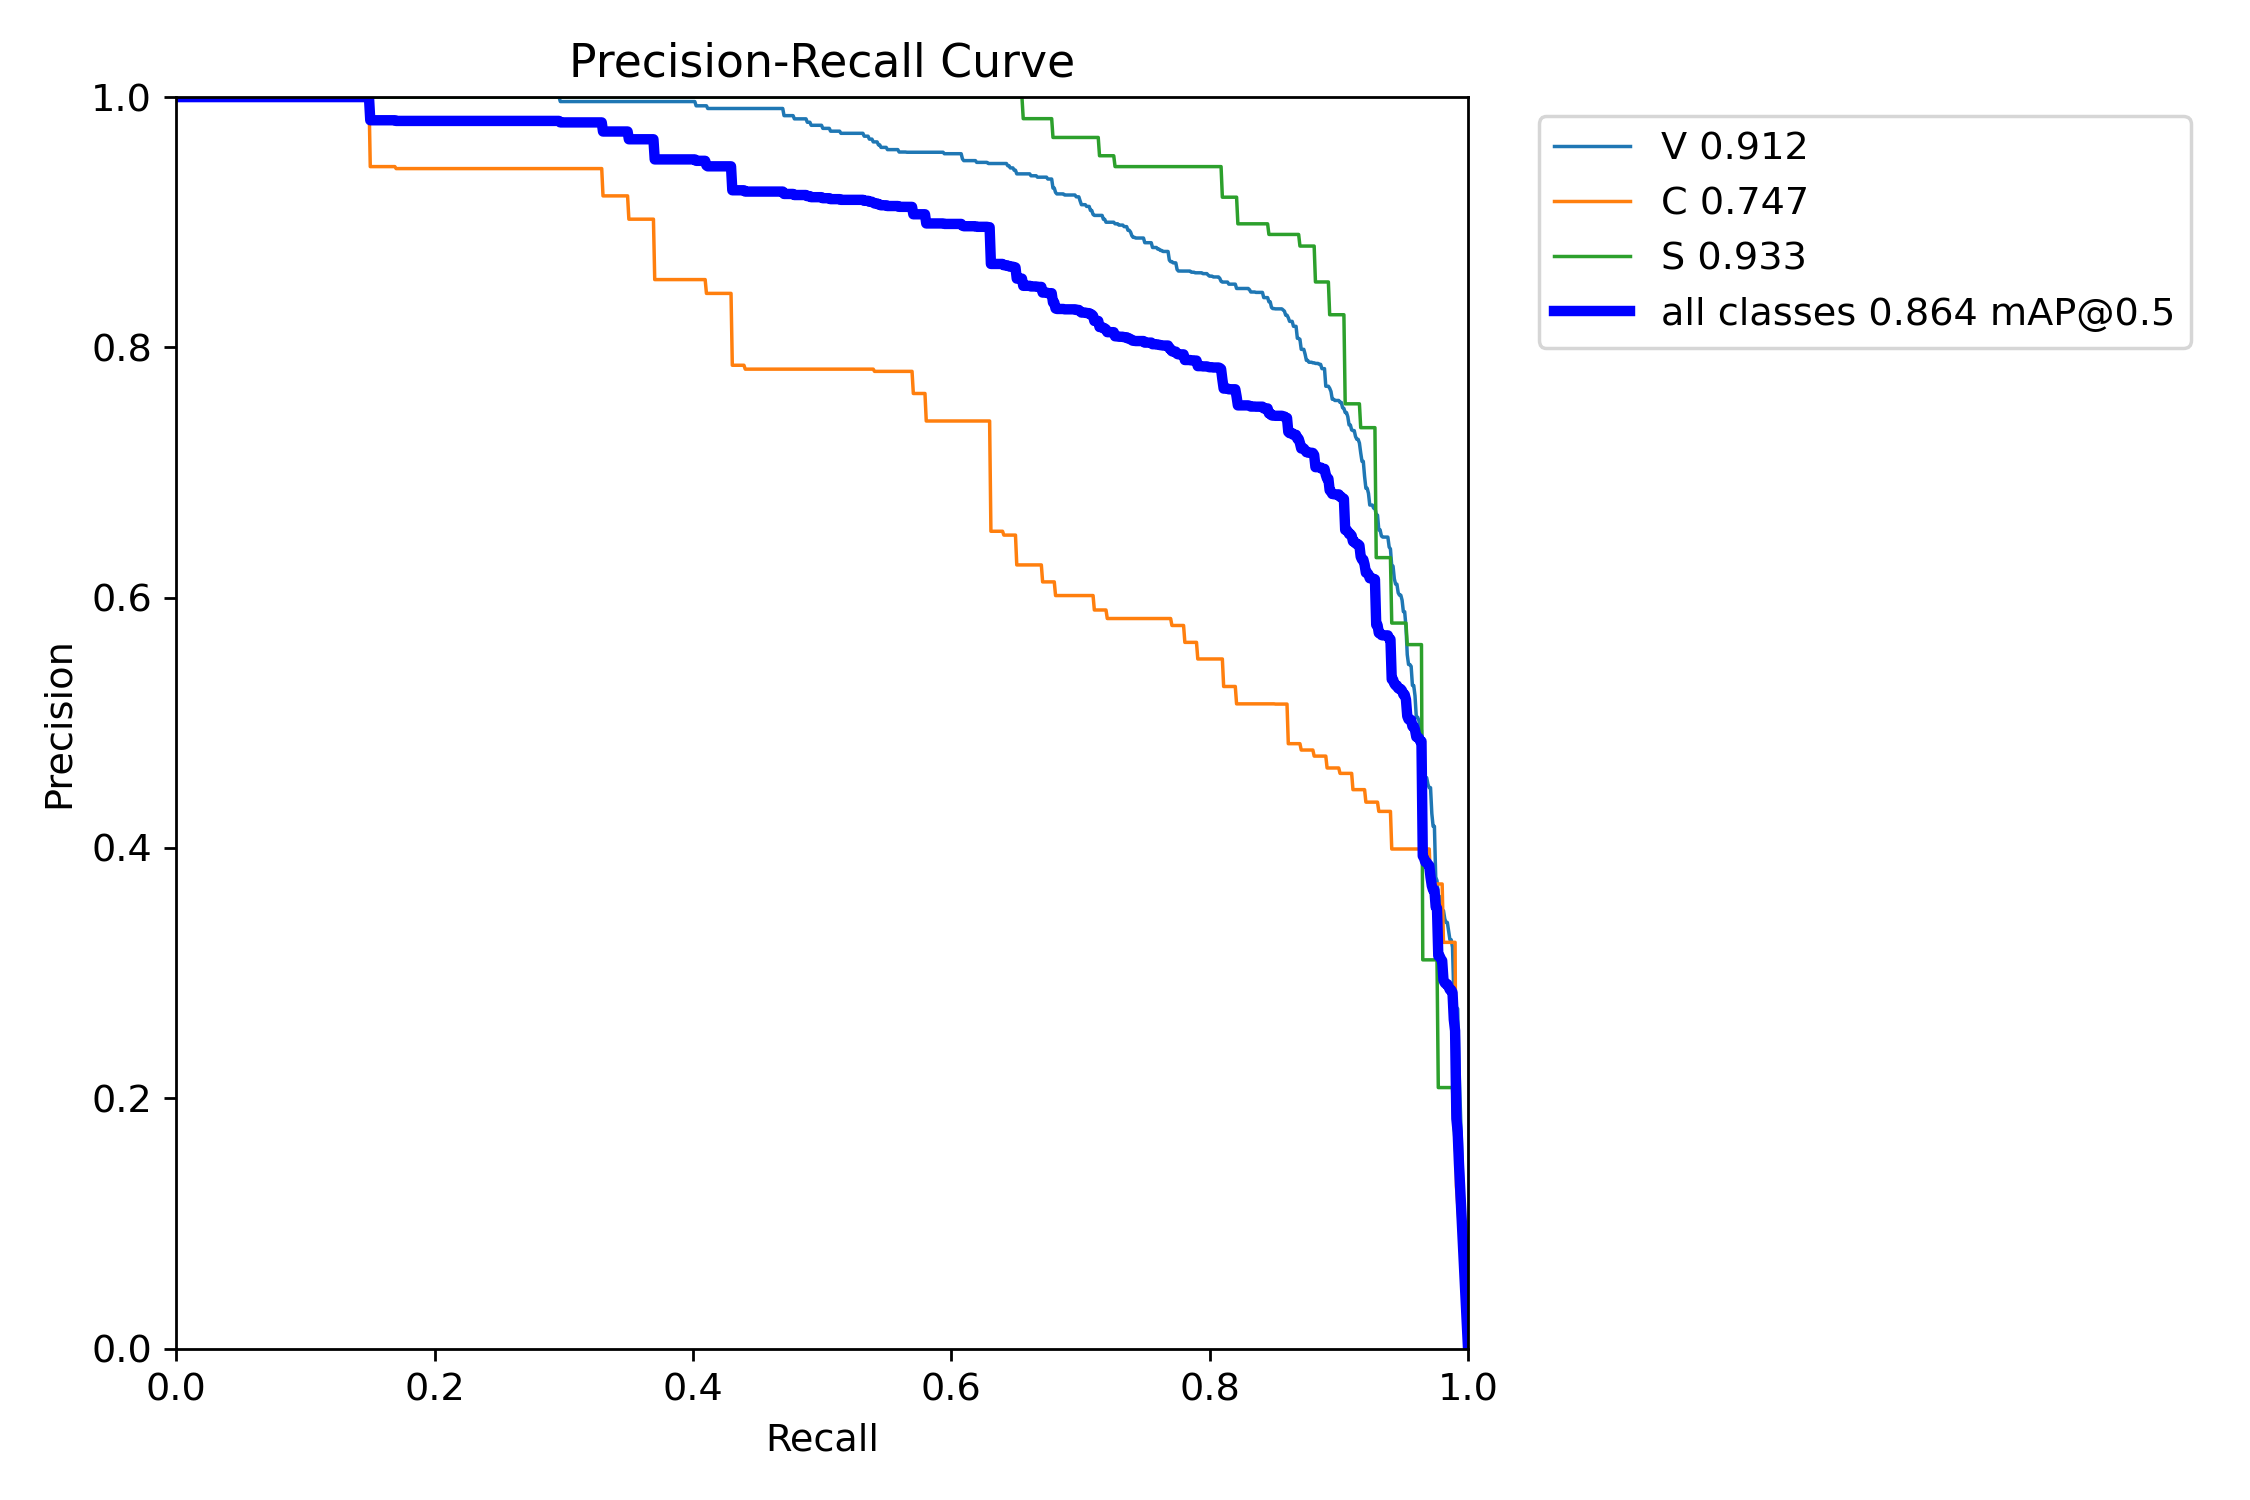 Precision-Recall Curve
1.0
0.8
0.6
0.4
0.2
0.0
Precision
0.0 0.2 0.4 0.6 0.8 1.0
Recall
V 0.912
C 0.747
S 0.933
all classes 0.864 mAP@0.5